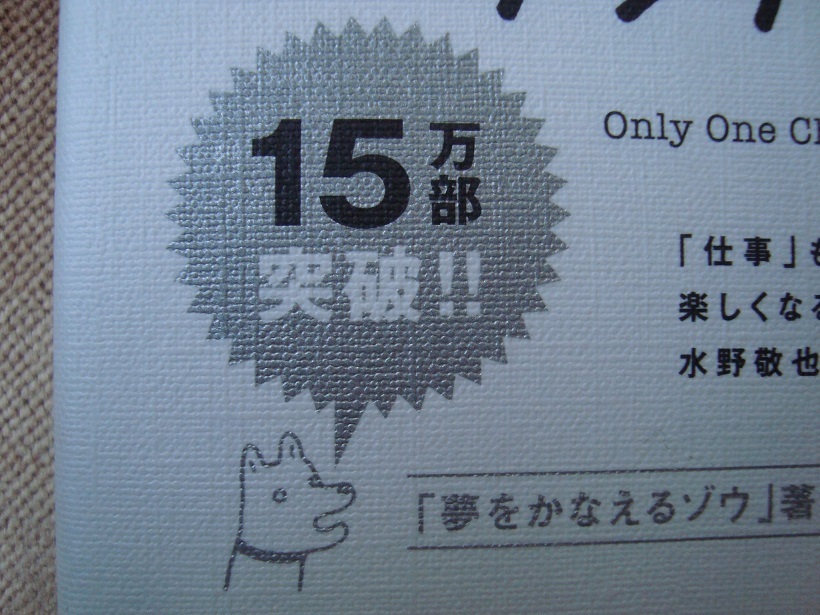 15万部
突破!!
Only One
「仕事」
楽しくなる
水野敬也
「夢をかなえるゾウ」著